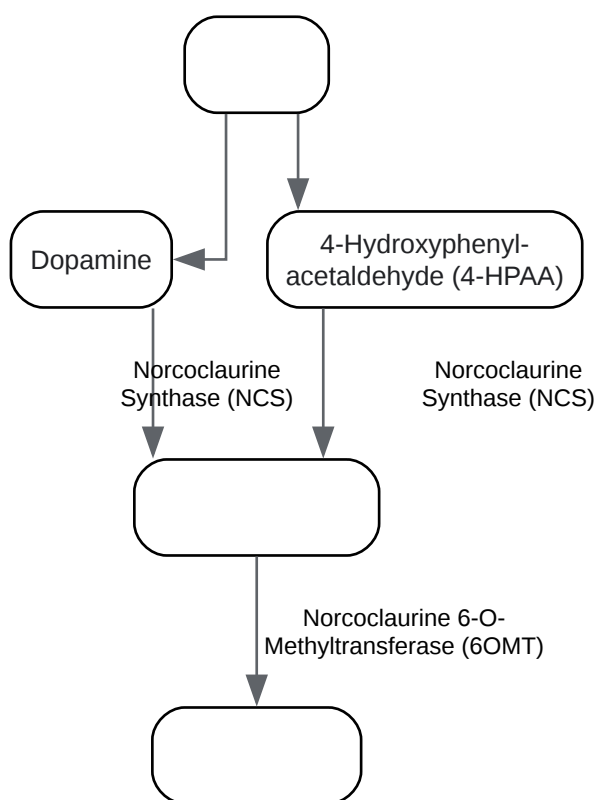 Dopamine
4-Hydroxyphenyl-
acetaldehyde (4-HPAA)
Norcoclaurine
Synthase (NCS)
Norcoclaurine
Synthase (NCS)
Norcoclaurine 6-O-
Methyltransferase (6OMT)